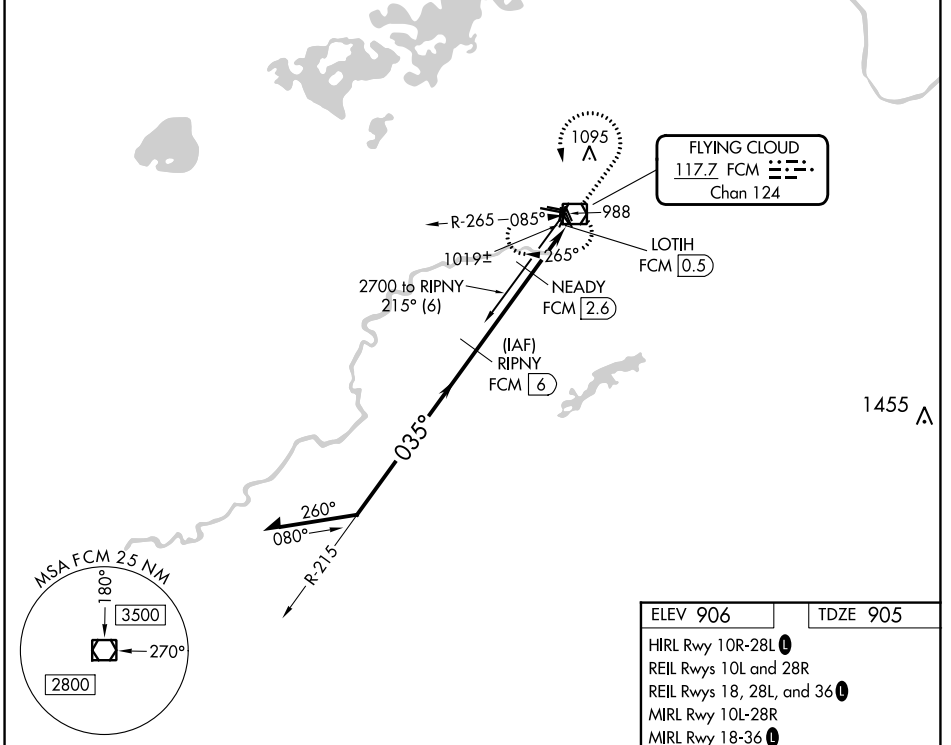 1095
FLYING CLOUD
117.7 FCM
Chan 124
R-265
085°
988
1019±
265°
LOTIH
FCM 0.5
2700 to RIPNY
215° (6)
NEADY
FCM 2.6
(IAF)
RIPNY
FCM 6
1455
035°
260°
080°
R-215
MSA FCM 25 NM
180°
3500
270°
2800
ELEV 906
TDZE 905
HIRL Rwy 10R-28L L
REIL Rwys 10L and 28R
REIL Rwys 18, 28L, and 36 L
MIRL Rwy 10L-28R
MIRL Rwy 18-36 L